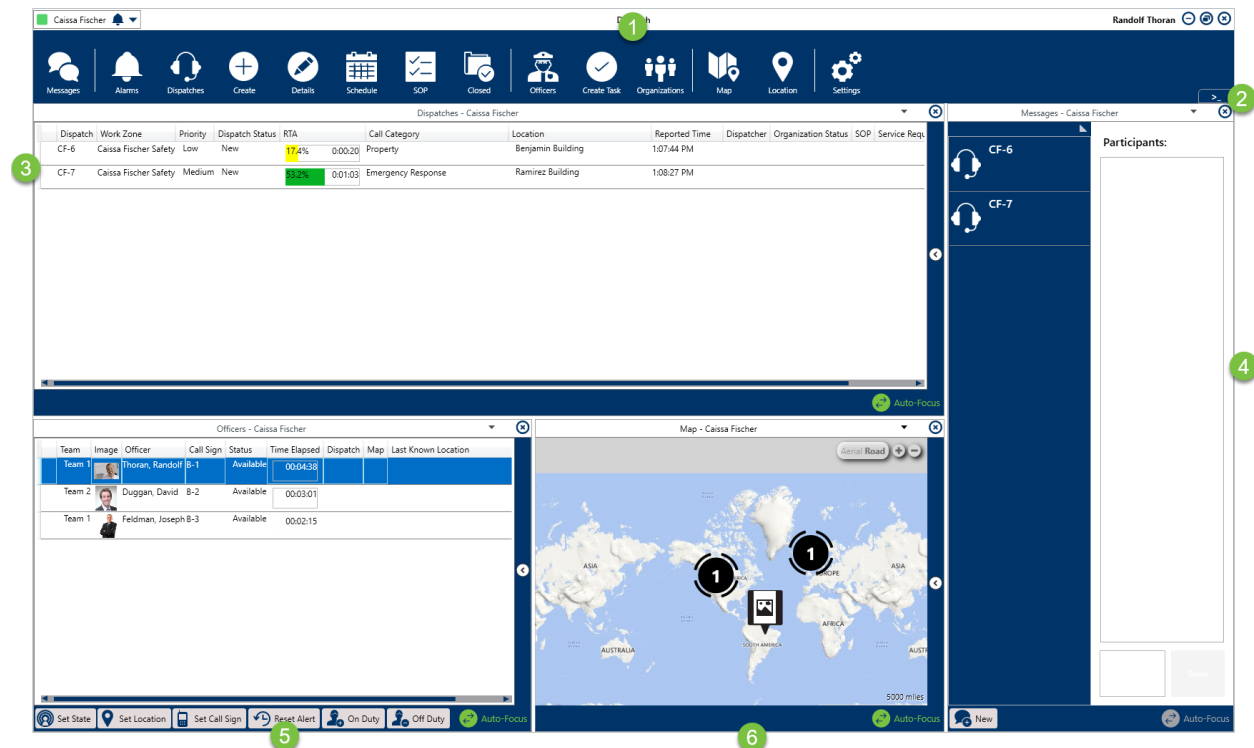 Caissa Fischer
1
Randolf Thoran
Messages Alarms Dispatches Create Details Schedule SOP Closed Officers Create Task Organizations Map Location Settings
>_ 2
Dispatches - Caissa Fischer
Dispatch Work Zone Priority Dispatch Status RTA Call Category Location Reported Time Dispatcher Organization Status SOP Service Requ
CF-6 Caissa Fischer Safety Low New 17.4% 0:00:20 Property Benjamin Building 1:07:44 PM
3
CF-7 Caissa Fischer Safety Medium New 53.2% 0:01:03 Emergency Response Ramirez Building 1:08:27 PM
Auto-Focus
Messages - Caissa Fischer
CF-6
CF-7
Participants:
4
Send
New
Auto-Focus
Officers - Caissa Fischer
Team Image Officer Call Sign Status Time Elapsed Dispatch Map Last Known Location
Team 1 Thoran, Randolf B-1 Available 00:04:38
Team 2 Duggan, David B-2 Available 00:03:01
Team 1 Feldman, Joseph B-3 Available 00:02:15
Set State Set Location Set Call Sign Reset Alert On Duty Off Duty Auto-Focus
5
Map - Caissa Fischer
Aerial Road
1
1
ASIA
EUROPE
ASIA
AFRICA
SOUTH AMERICA
AUSTRALIA
5000 miles
Auto-Focus
6